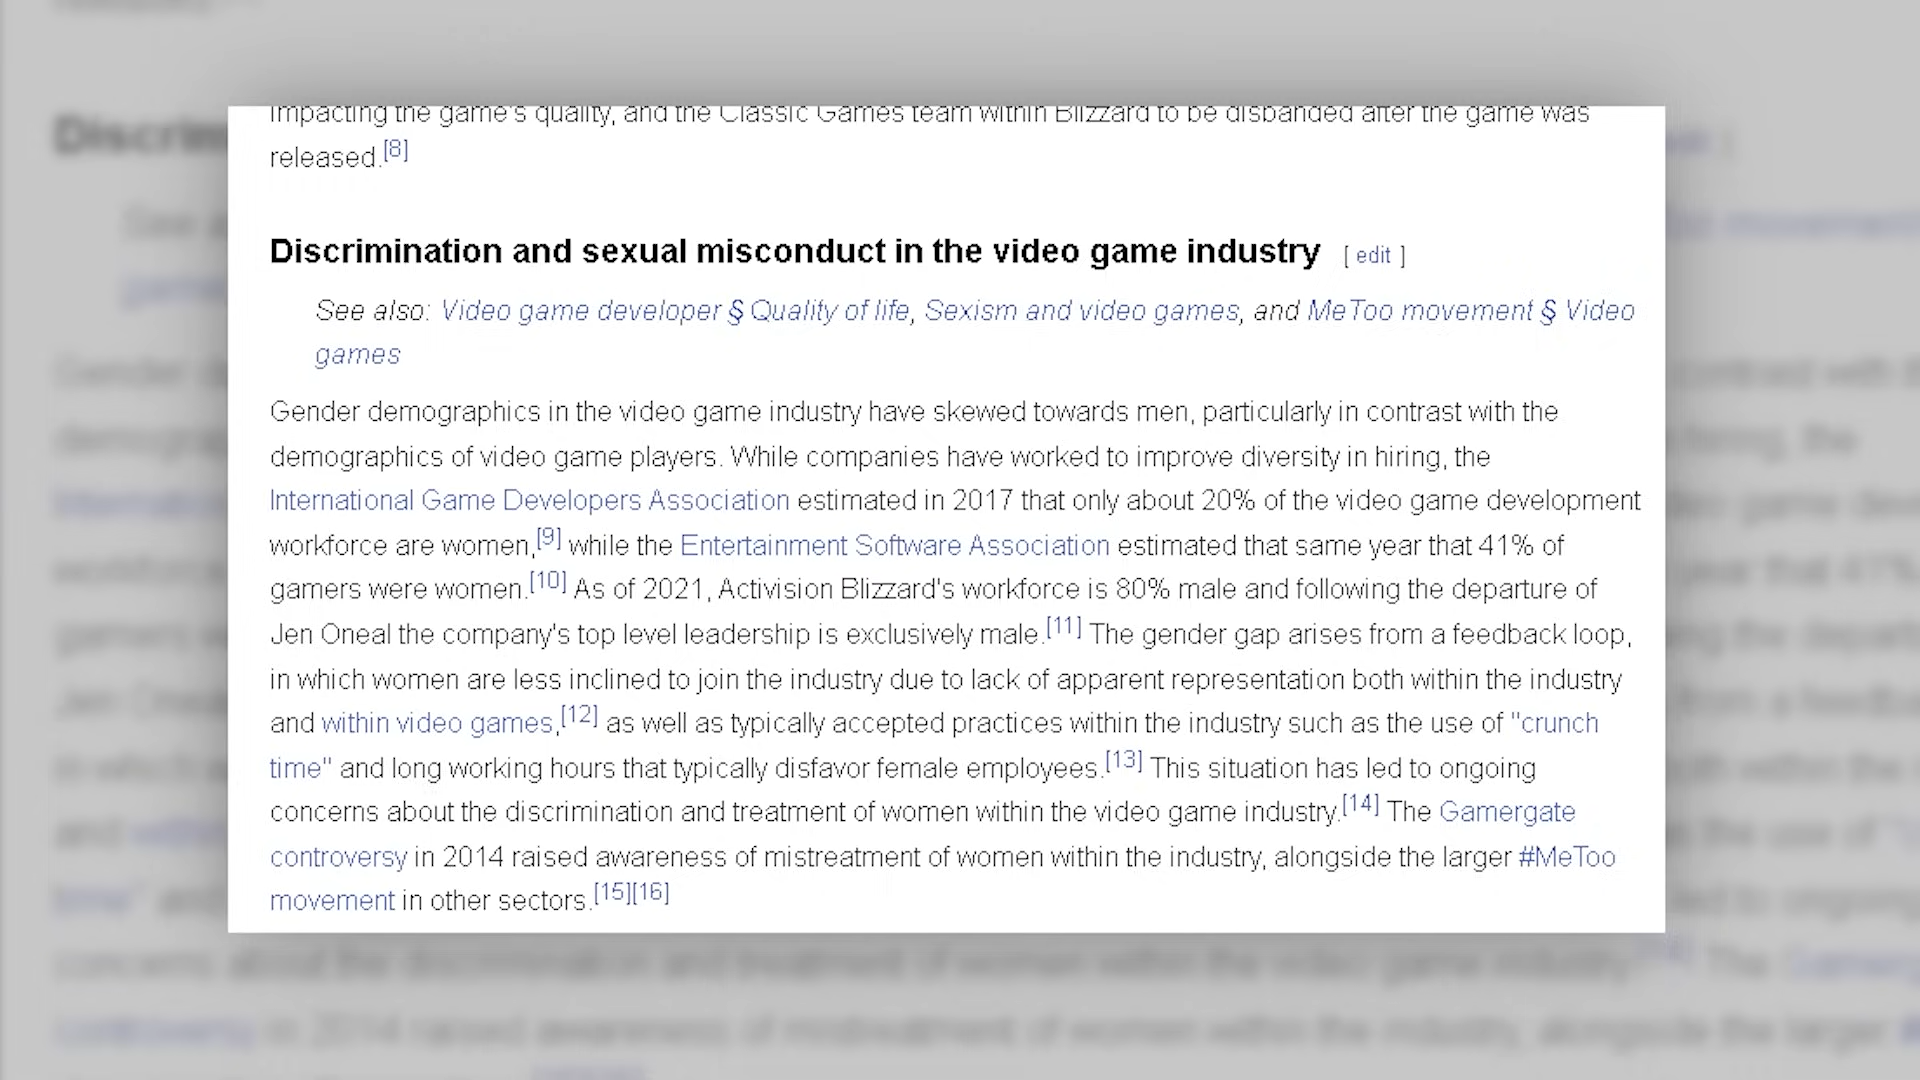 impacting the game's quality, and the Classic Games team within Blizzard to be disbanded after the game was
released.[8]
Discrimination and sexual misconduct in the video game industry [ edit ]
See also: Video game developer § Quality of life, Sexism and video games, and MeToo movement § Video
games
Gender demographics in the video game industry have skewed towards men, particularly in contrast with the
demographics of video game players. While companies have worked to improve diversity in hiring, the
International Game Developers Association estimated in 2017 that only about 20% of the video game development
workforce are women,[9] while the Entertainment Software Association estimated that same year that 41% of
gamers were women.[10] As of 2021, Activision Blizzard's workforce is 80% male and following the departure of
Jen Oneal the company's top level leadership is exclusively male.[11] The gender gap arises from a feedback loop,
in which women are less inclined to join the industry due to lack of apparent representation both within the industry
and within video games,[12] as well as typically accepted practices within the industry such as the use of "crunch
time" and long working hours that typically disfavor female employees.[13] This situation has led to ongoing
concerns about the discrimination and treatment of women within the video game industry.[14] The Gamergate
controversy in 2014 raised awareness of mistreatment of women within the industry, alongside the larger #MeToo
movement in other sectors.[15][16]